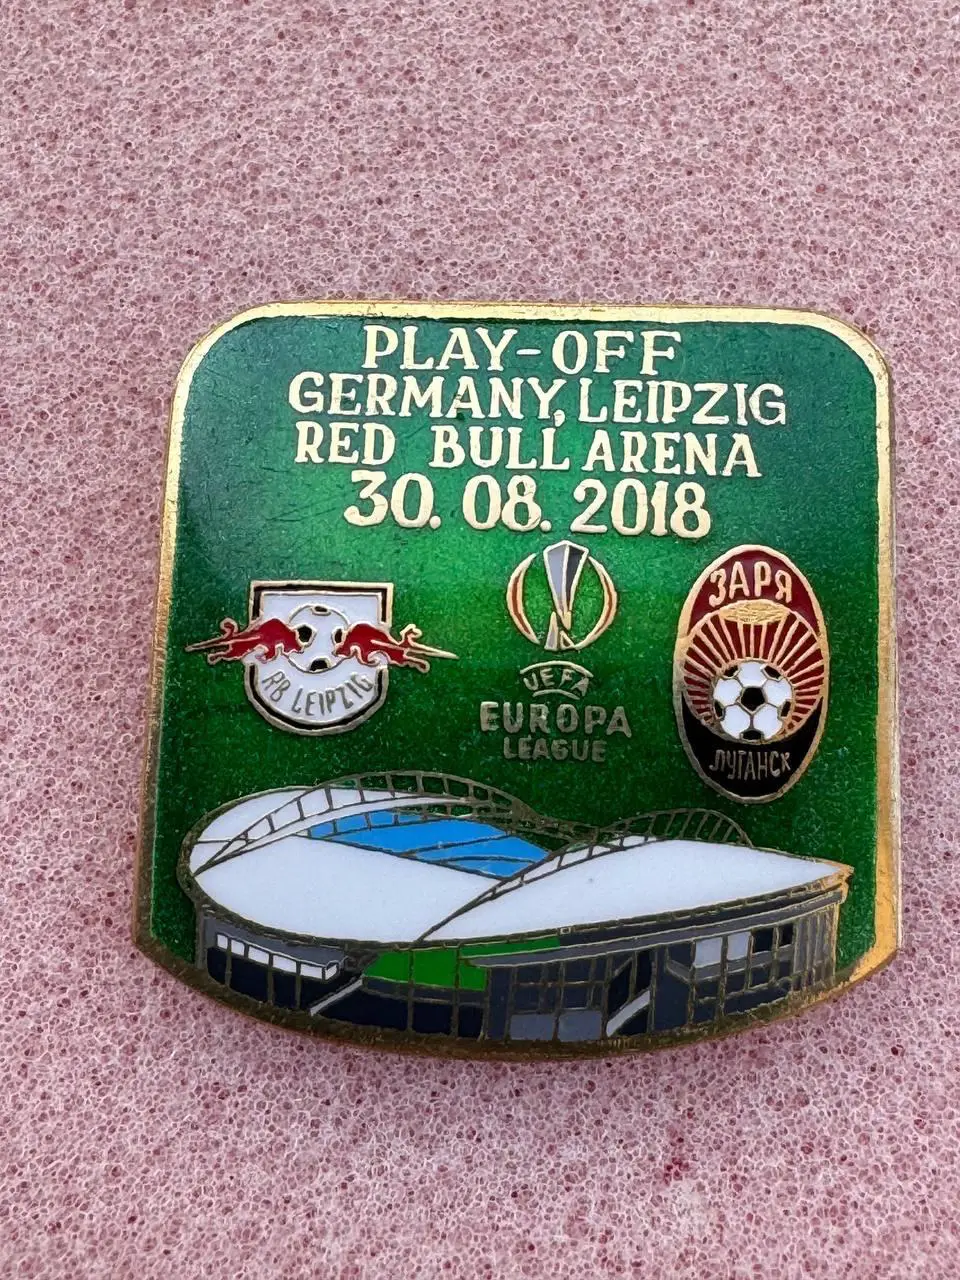 PLAY-OFF
GERMANY, LEIPZIG
RED BULL ARENA
30. 08. 2018
RB LEIPZIG
UEFA
EUROPA
LEAGUE
ЗАРЯ
ЛУГАНСК